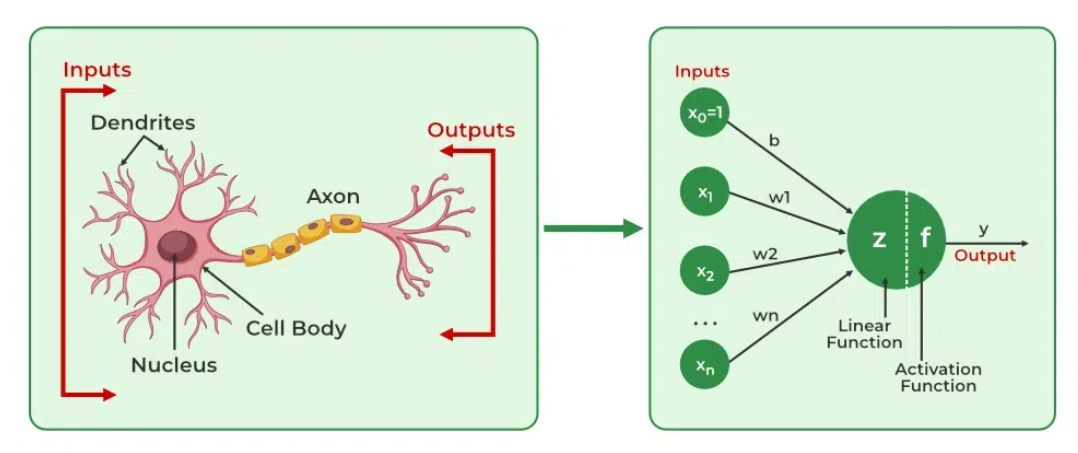 Inputs
Dendrites
Outputs
Axon
Cell Body
Nucleus
Inputs
x₀=1
b
x₁
w1
x₂
w2
...
wn
xₙ
z
f
y
Output
Linear
Function
Activation
Function